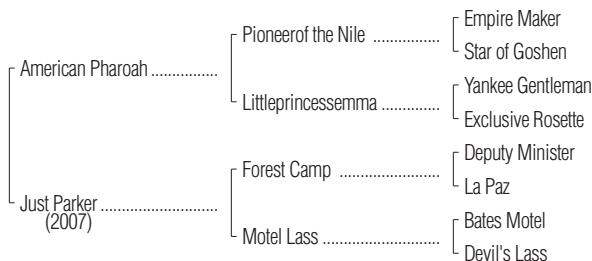 Empire Maker
Pioneerof the Nile ................
Star of Goshen
American Pharoah ...............
Yankee Gentleman
Littleprincessemma .............
Exclusive Rosette
Deputy Minister
Forest Camp .......................
La Paz
Just Parker ..........................
(2007)
Bates Motel
Motel Lass ...........................
Devil's Lass